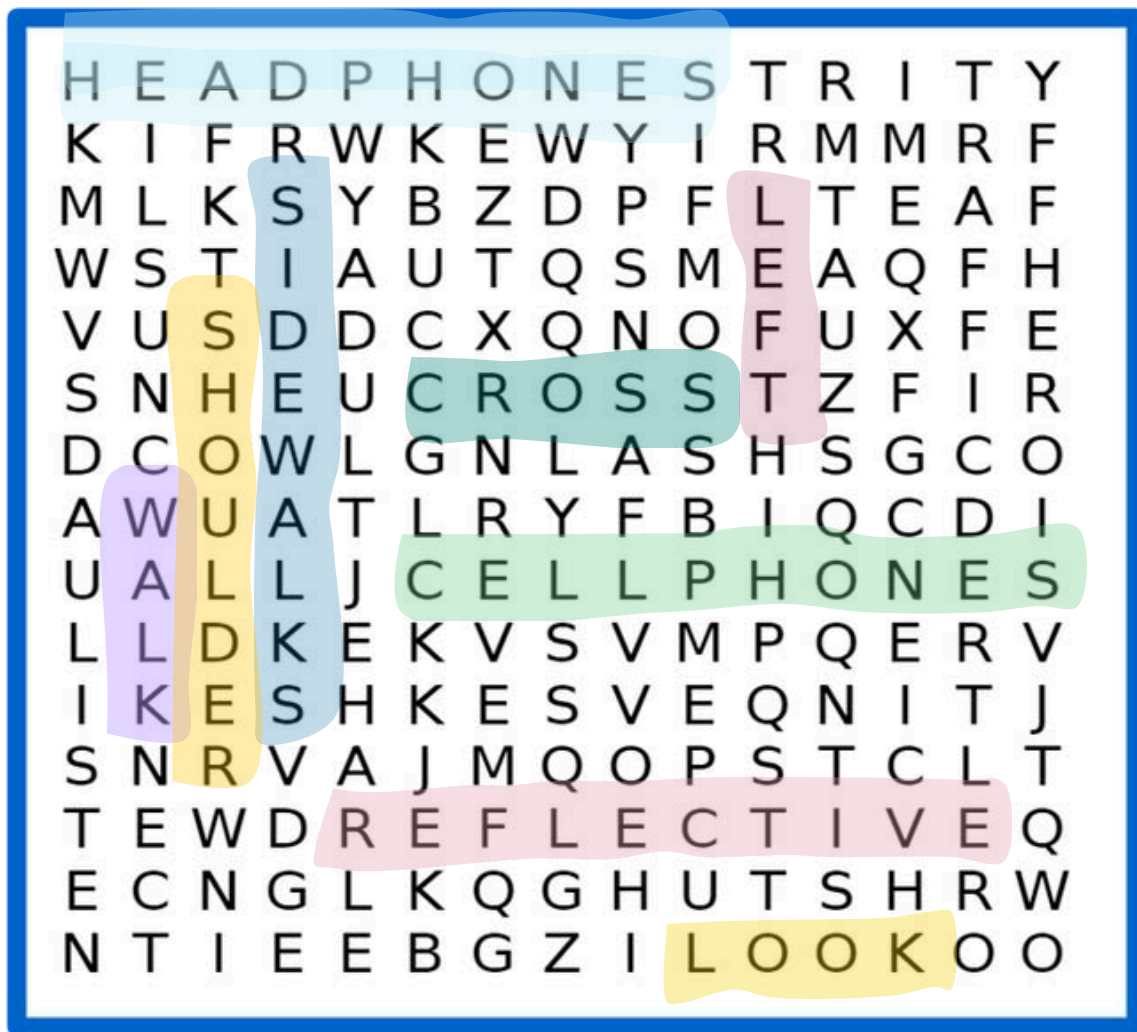 H E A D P H O N E S T R I T Y
K I F R W K E W Y I R M M R F
M L K S Y B Z D P F L T E A F
W S T I A U T Q S M E A Q F H
V U S D D C X Q N O F U X F E
S N H E U C R O S S T Z F I R
D C O W L G N L A S H S G C O
A W U A T L R Y F B I Q C D I
U A L L J C E L L P H O N E S
L L D K E K V S V M P Q E R V
I K E S H K E S V E Q N I T J
S N R V A J M Q O P S T C L T
T E W D R E F L E C T I V E Q
E C N G L K Q G H U T S H R W
N T I E E B G Z I L O O K O O